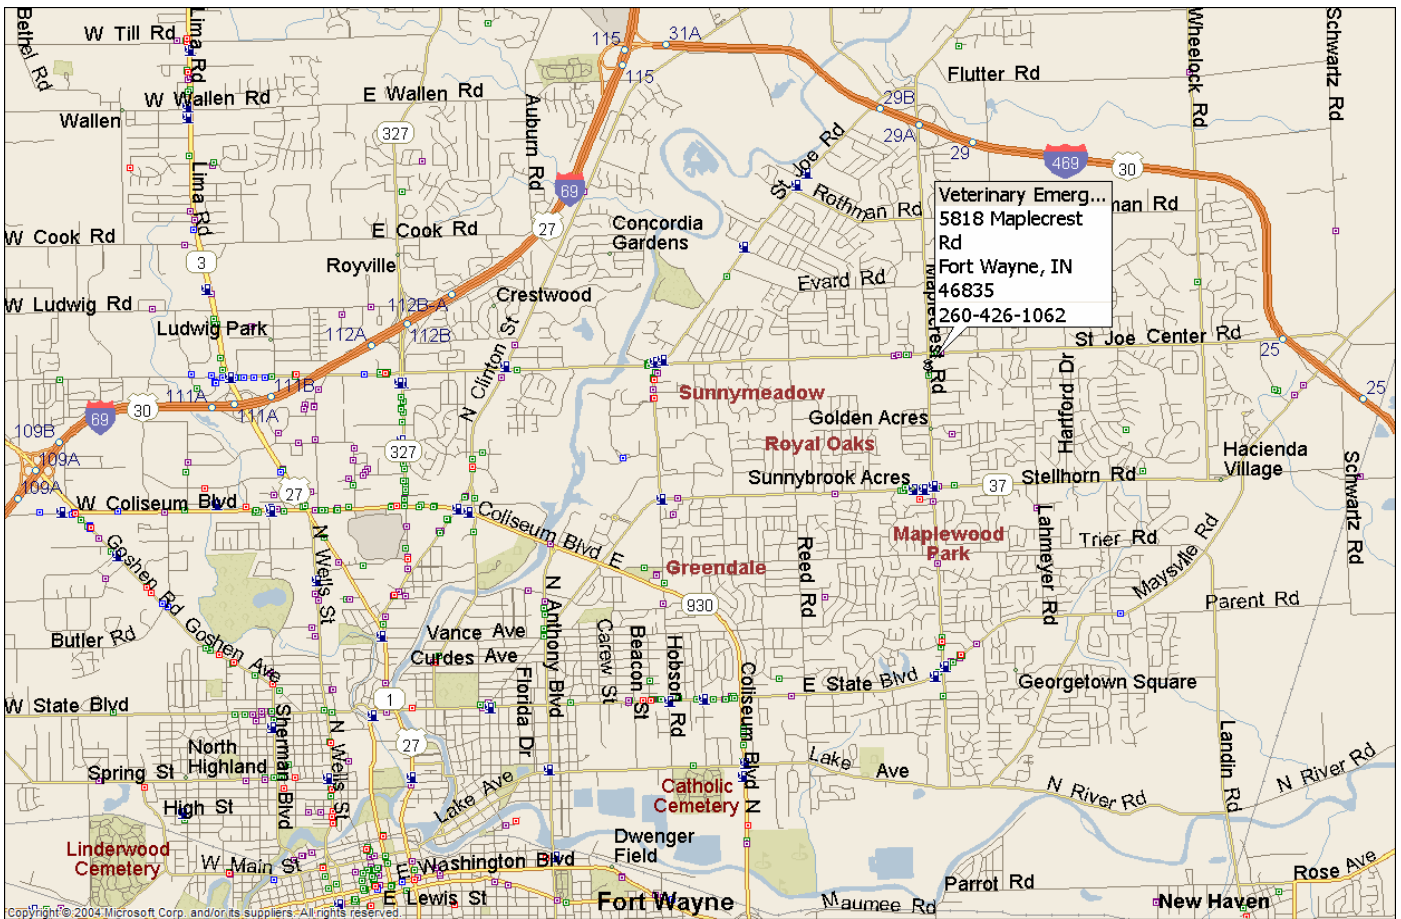 Bethel Rd
W Till Rd
Lima Rd
115
31A
115
Flutter Rd
Wheelock Rd
Schwartz Rd
W Wallen Rd
E Wallen Rd
Auburn Rd
29B
Wallen
327
29A
29
469
30
St Joe Rd
Lima Rd
69
Rothman Rd
man Rd
Veterinary Emerg...
5818 Maplecrest
Rd
Fort Wayne, IN
46835
260-426-1062
W Cook Rd
E Cook Rd
27
Concordia
Gardens
3
Royville
Evard Rd
Maplecrest Rd
W Ludwig Rd
112B-A
Crestwood
Ludwig Park
112A
112B
N Clinton St
St Joe Center Rd
25
111B
111A
111A
Sunnymeadow
Hanford Dr
25
69
30
Golden Acres
109B
Royal Oaks
327
Hacienda
Village
109A
109A
Sunnybrook Acres
37
Stellhorn Rd
Schwartz Rd
W Coliseum Blvd
27
Coliseum Blvd E
Lahmeyer Rd
Maplewood
Park
Trier Rd
Goshen Rd
N Wells St
Greendale
Reed Rd
Maysville Rd
Parent Rd
930
Butler Rd
Goshen Ave
Vance Ave
Curdes Ave
N Anthony Blvd
Carew St
Beacon St
Hobson Rd
Florida Dr
Coliseum Blvd N
E State Blvd
Georgetown Square
W State Blvd
1
Sherman Blvd
N Wells St
27
North
Highland
Spring St
Lake Ave
Landin Rd
N River Rd
High St
Lake Ave
Catholic
Cemetery
N River Rd
Linderwood
Cemetery
W Main St
E Washington Blvd
Dwenger
Field
Rose Ave
E Lewis St
Fort Wayne
Maumee Rd
Parrot Rd
New Haven
Copyright © 2004 Microsoft Corp. and/or its suppliers. All rights reserved.